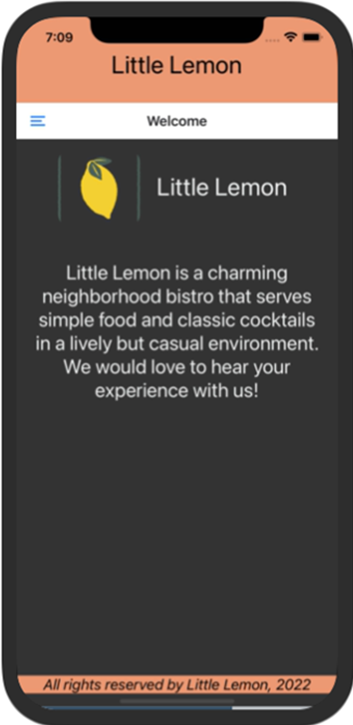 7:09
Little Lemon
Welcome
Little Lemon
Little Lemon is a charming
neighborhood bistro that serves
simple food and classic cocktails
in a lively but casual environment.
We would love to hear your
experience with us!
All rights reserved by Little Lemon, 2022